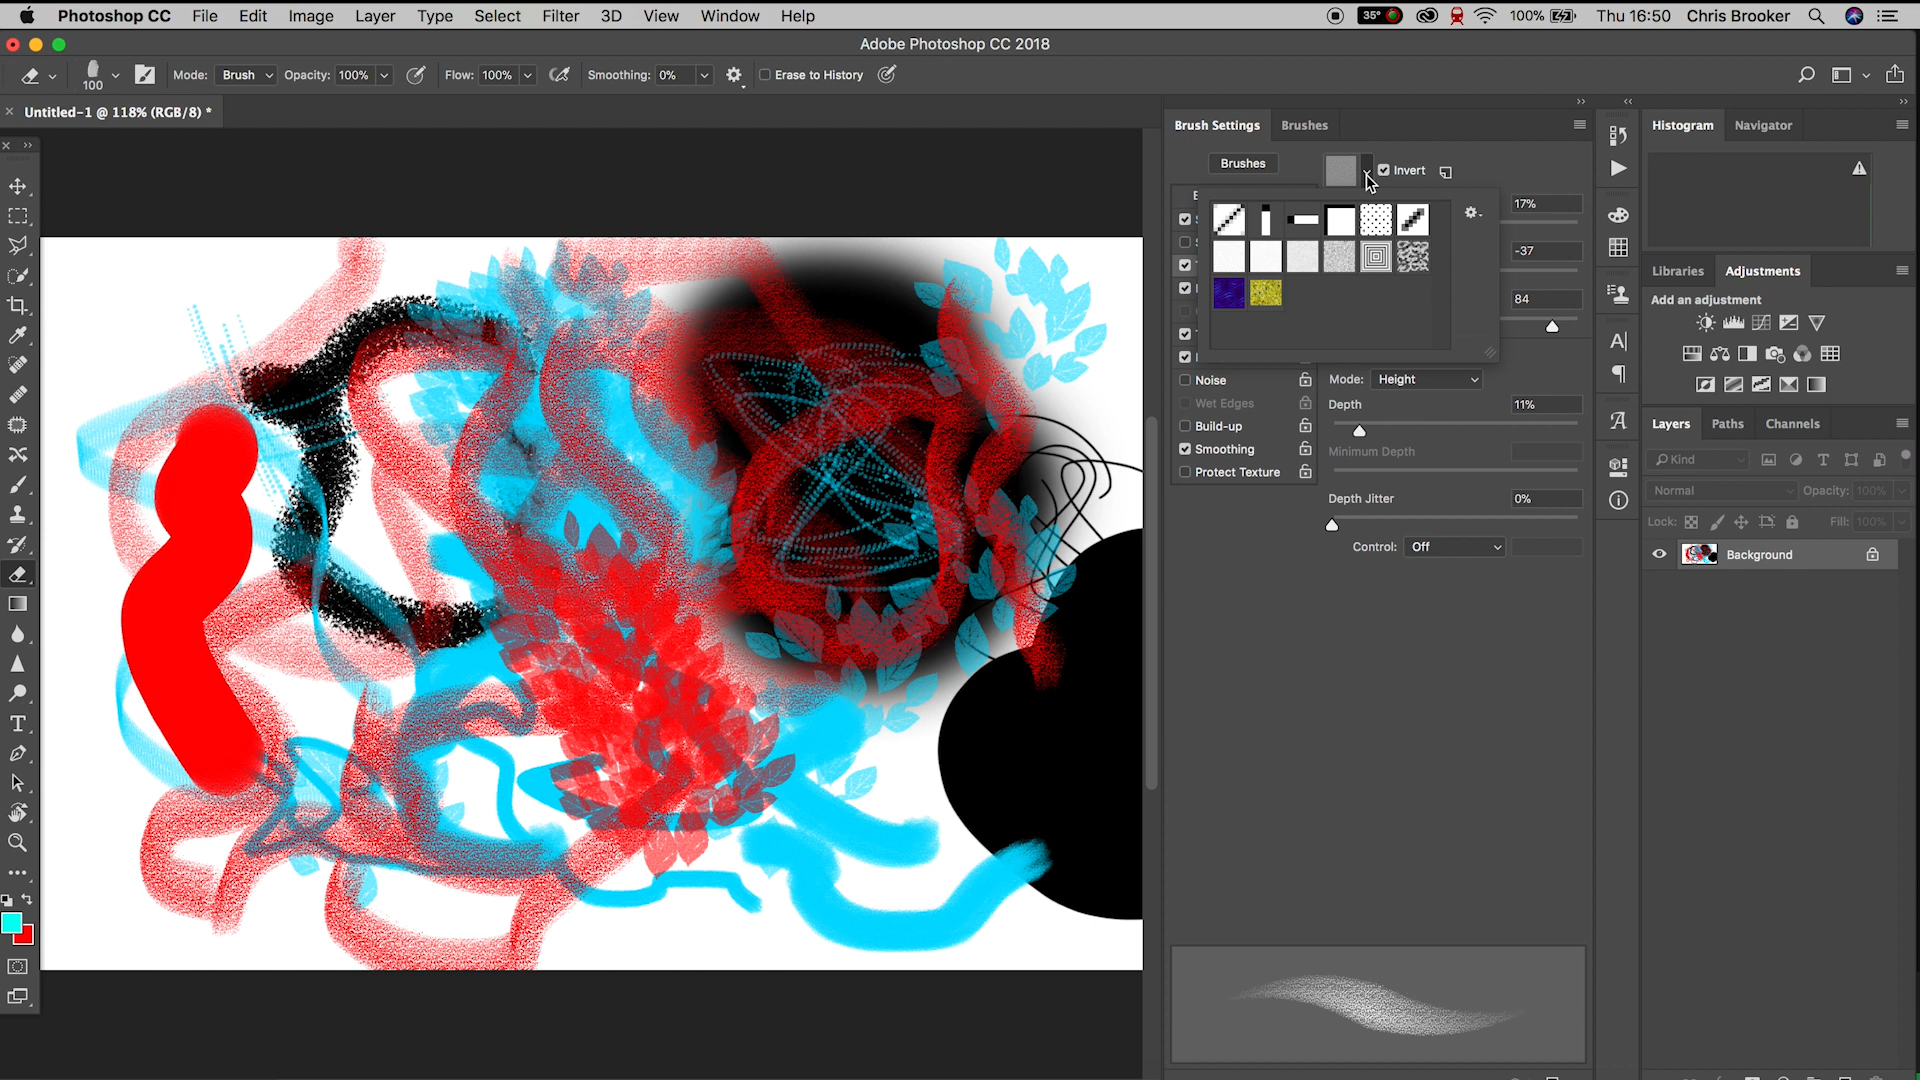 Photoshop CC File Edit Image Layer Type Select Filter 3D View Window Help 35° 100% Thu 16:50 Chris Brooker
Adobe Photoshop CC 2018
100 Mode: Brush Opacity: 100% Flow: 100% Smoothing: 0% Erase to History
Untitled-1 @ 118% (RGB/8) *
Brush Settings Brushes
Histogram Navigator
Brushes
Invert
17%
-37
84
Libraries Adjustments
Add an adjustment
Noise
Wet Edges
Build-up
Smoothing
Protect Texture
Mode: Height
Depth 11%
Minimum Depth
Depth Jitter 0%
Control: Off
Layers Paths Channels
Kind
Normal Opacity: 100%
Lock: Fill: 100%
Background